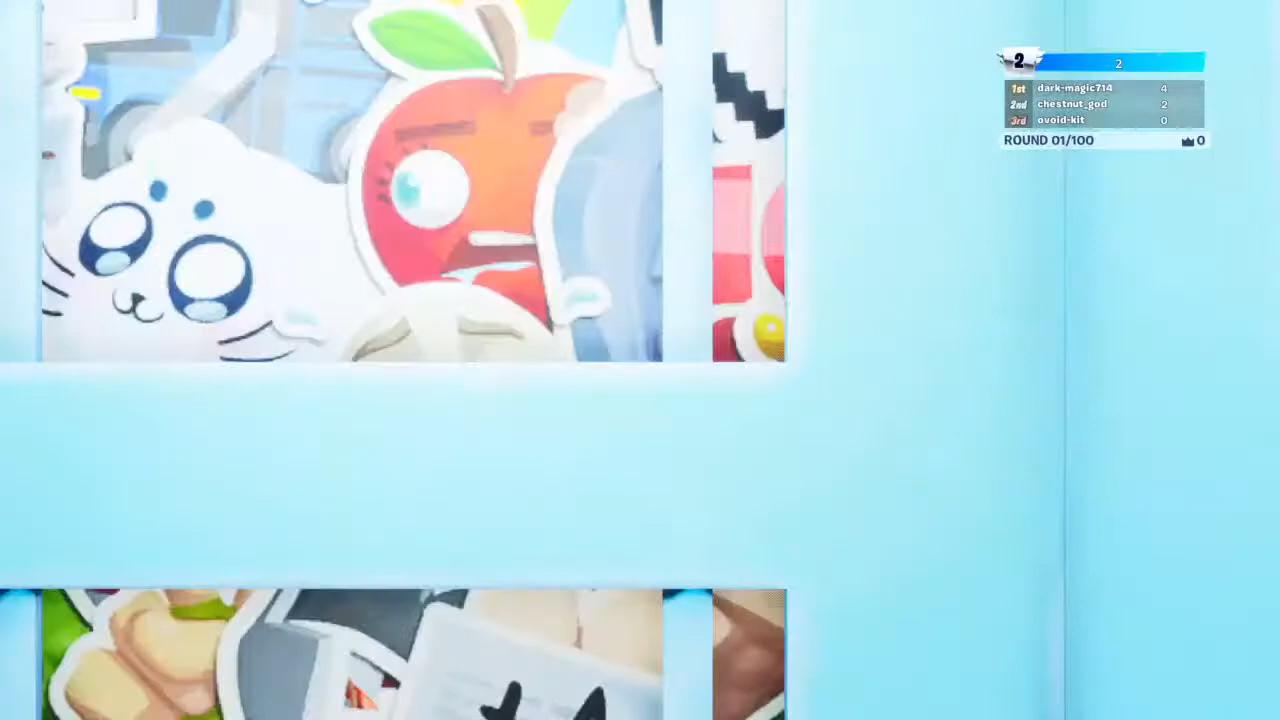 2 2
1st dark-magic714 4
2nd chestnut_god 2
3rd ovoid-kit 0
ROUND 01/100 0